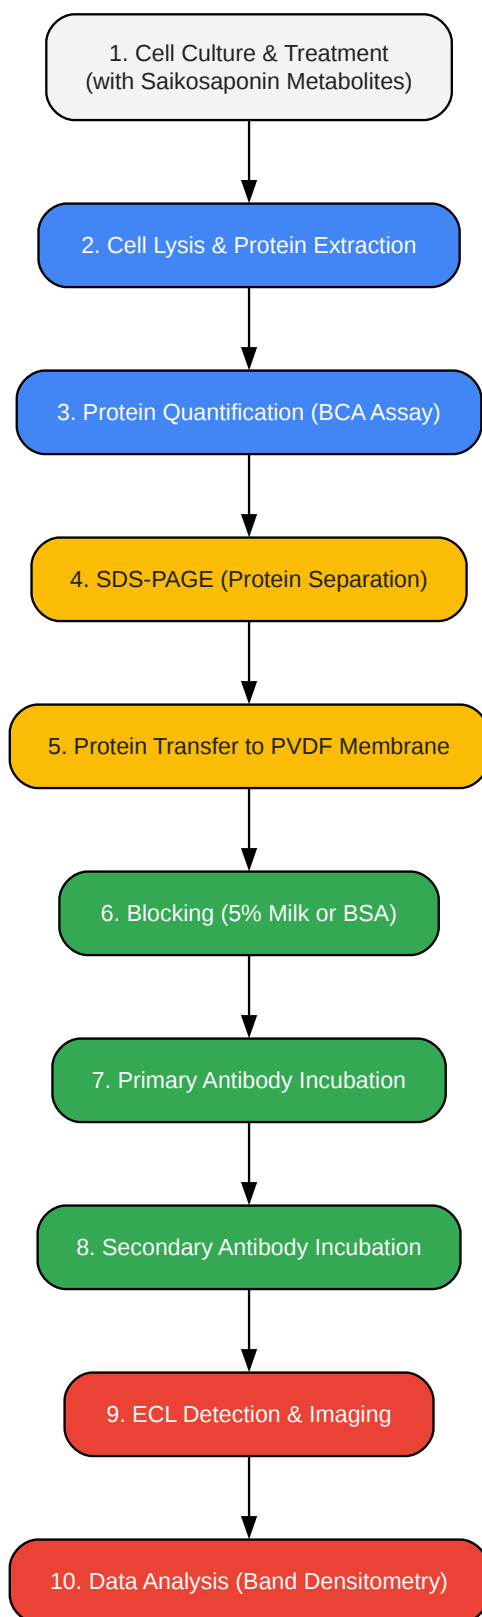 1. Cell Culture & Treatment
(with Saikosaponin Metabolites)
2. Cell Lysis & Protein Extraction
3. Protein Quantification (BCA Assay)
4. SDS-PAGE (Protein Separation)
5. Protein Transfer to PVDF Membrane
6. Blocking (5% Milk or BSA)
7. Primary Antibody Incubation
8. Secondary Antibody Incubation
9. ECL Detection & Imaging
10. Data Analysis (Band Densitometry)